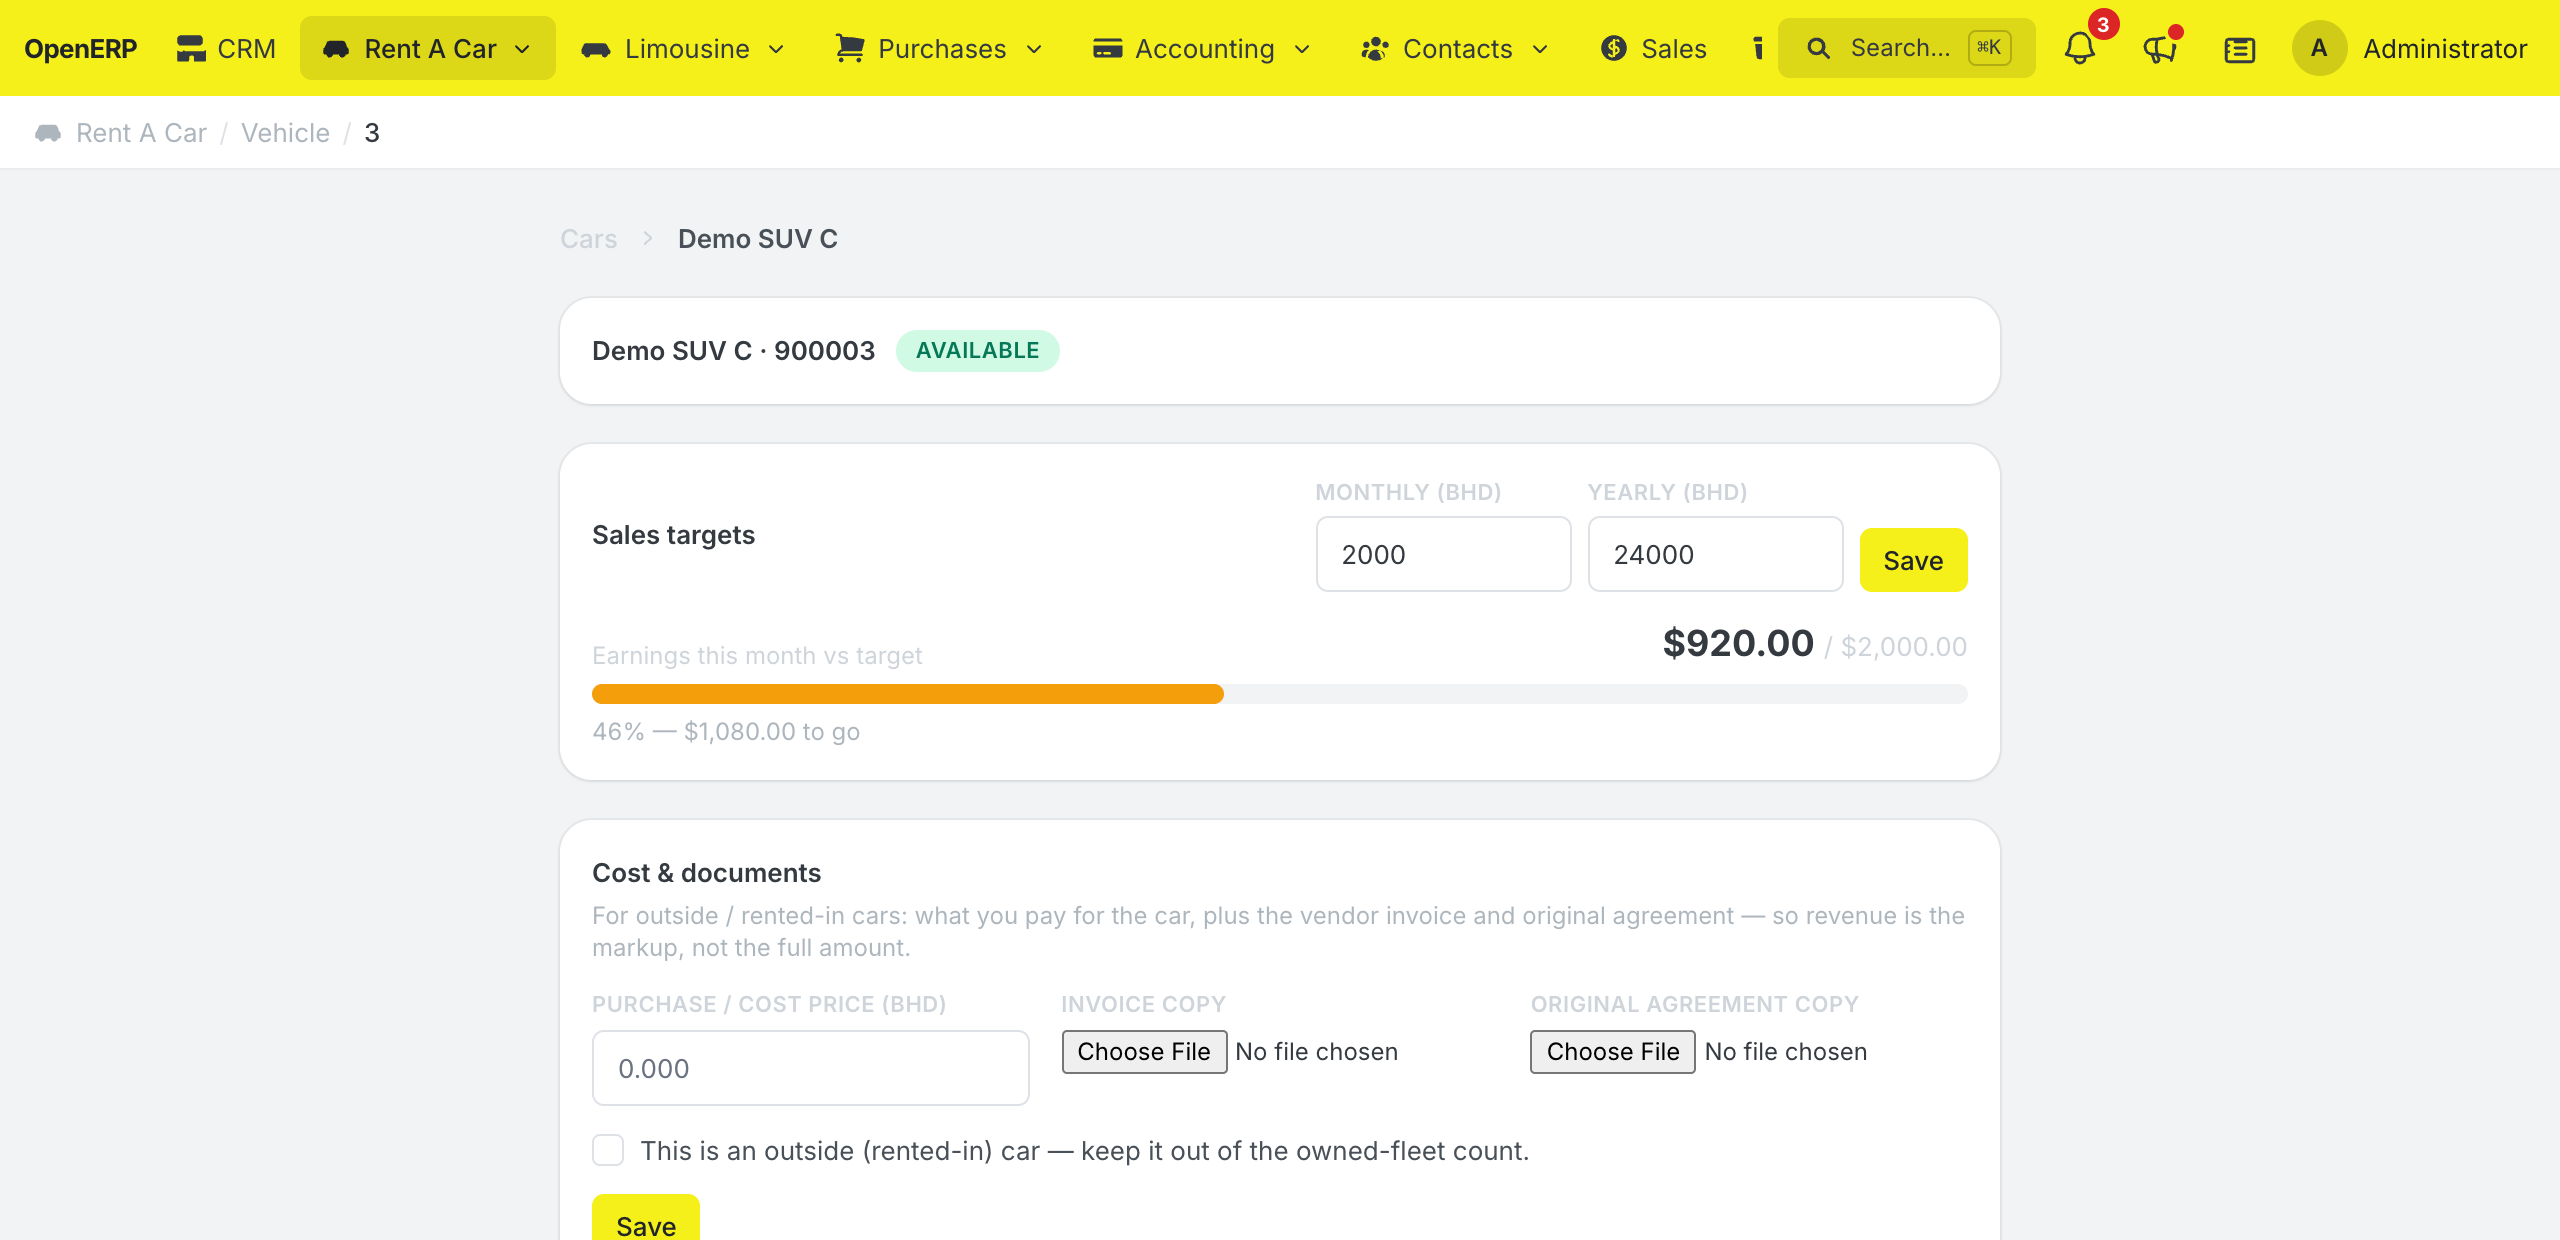 OpenERP CRM Rent A Car Limousine Purchases Accounting Contacts Sales Search... ⌘K 3 A Administrator
Rent A Car / Vehicle / 3
Cars > Demo SUV C
Demo SUV C · 900003 AVAILABLE
MONTHLY (BHD) YEARLY (BHD)
Sales targets 2000 24000 Save
Earnings this month vs target $920.00 / $2,000.00
46% — $1,080.00 to go
Cost & documents
For outside / rented-in cars: what you pay for the car, plus the vendor invoice and original agreement — so revenue is the
markup, not the full amount.
PURCHASE / COST PRICE (BHD) INVOICE COPY ORIGINAL AGREEMENT COPY
0.000 Choose File No file chosen Choose File No file chosen
This is an outside (rented-in) car — keep it out of the owned-fleet count.
Save